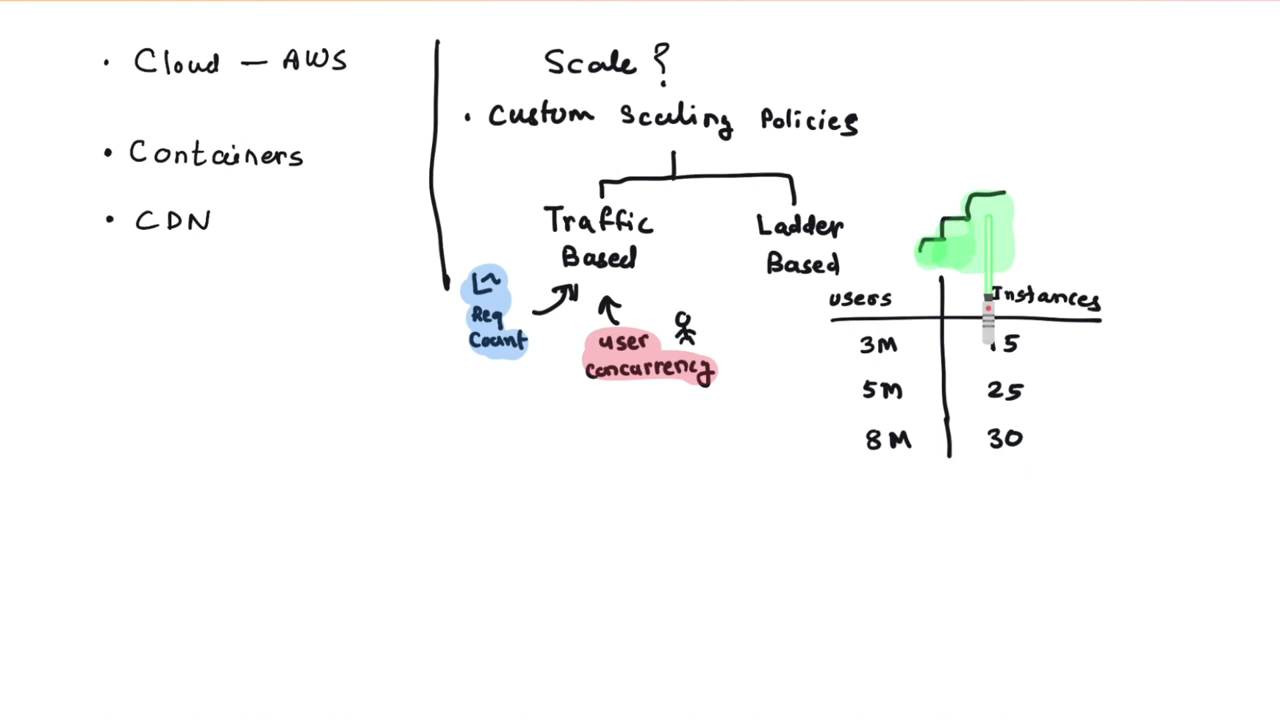 • Cloud — AWS
• Containers
• CDN
Scale ?
• Custom Scaling Policies
Traffic
Based
Ladder
Based
Req
Count
user
concurrency
users Instances
3M 5
5M 25
8M 30